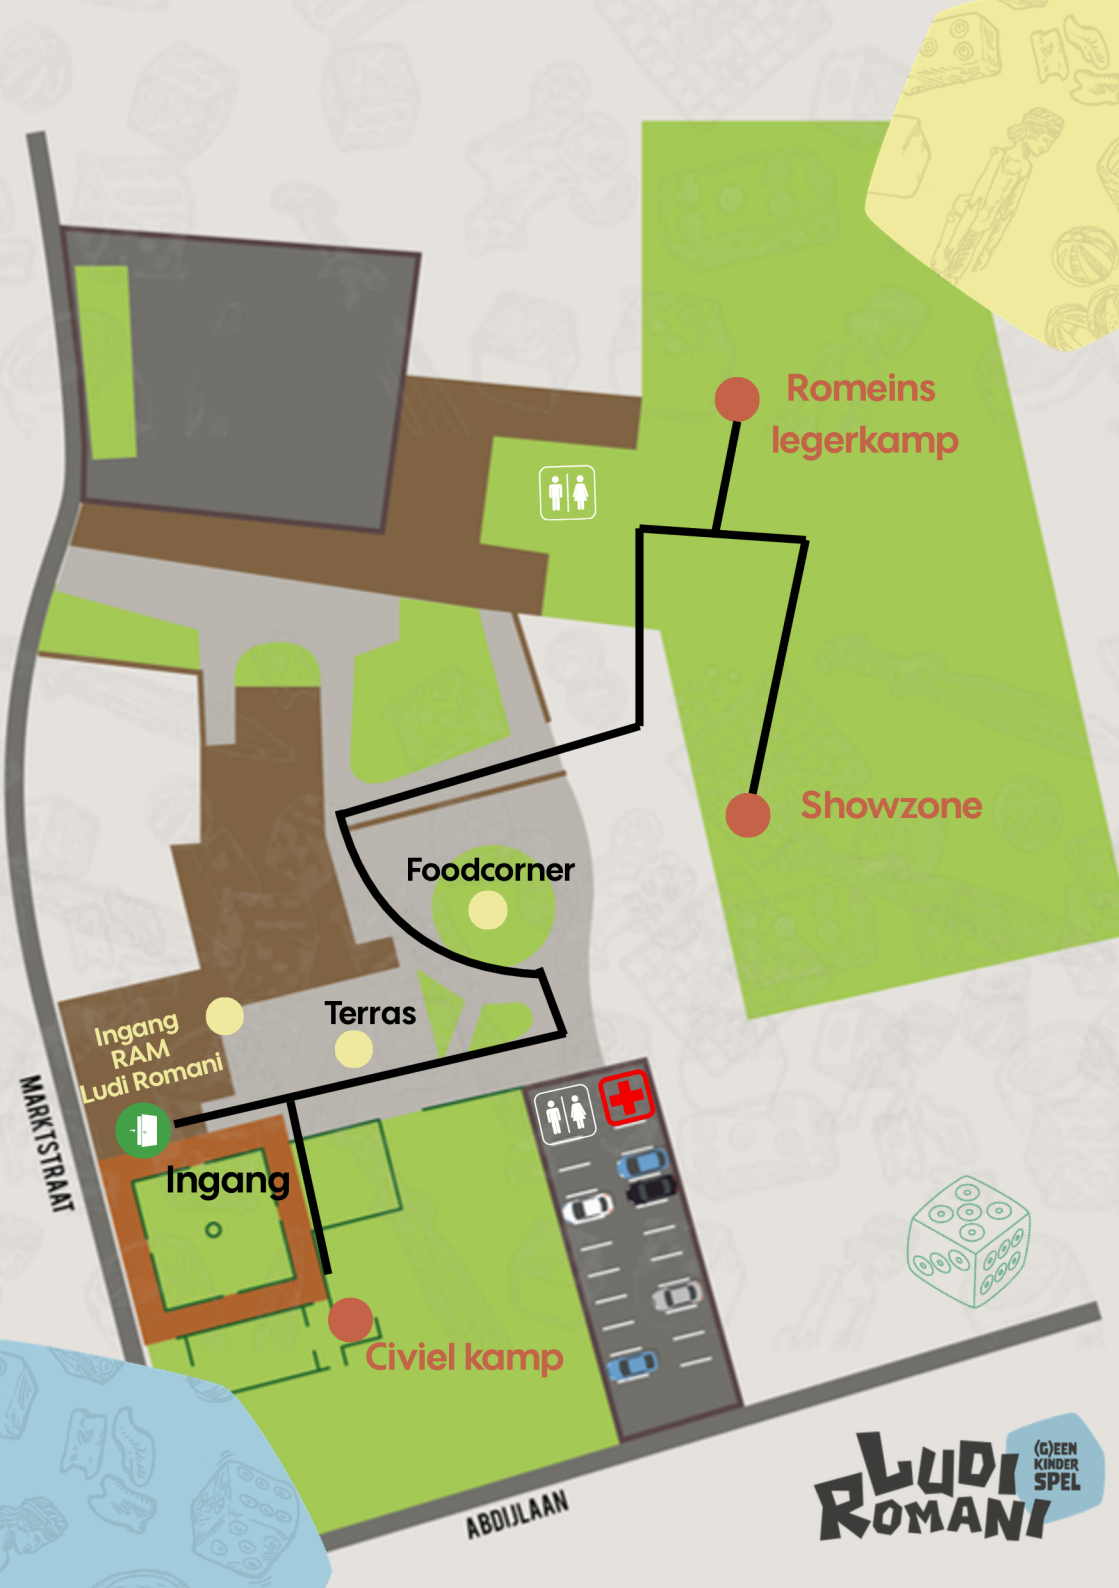 Romeins
legerkamp
Showzone
Foodcorner
Terras
Ingang
RAM
Ludi Romani
Ingang
MARKTSTRAAT
Civiel kamp
ABDIJLAAN
LUDI
ROMANI
(G)EEN
KINDER
SPEL